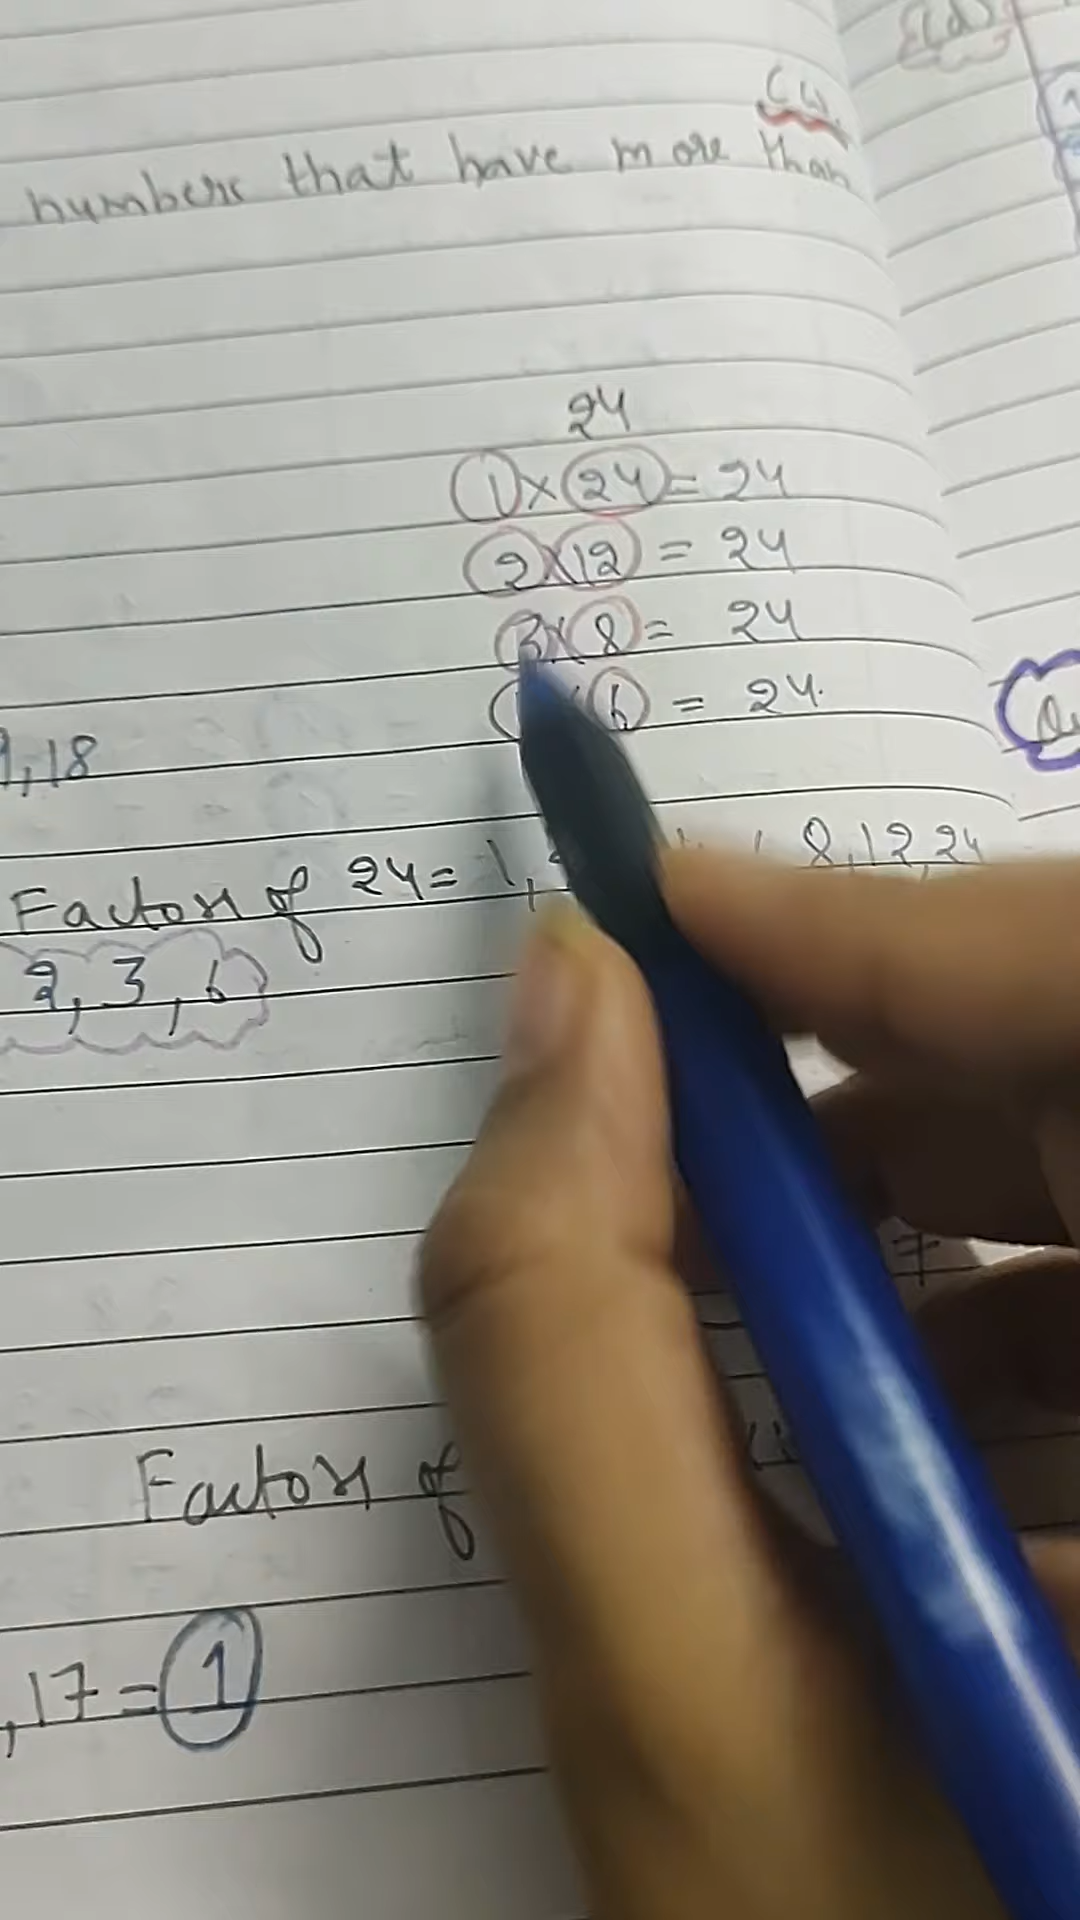 C.W.
numbers that have more than
24
1 × 24 = 24
2 × 12 = 24
3 × 8 = 24
6 = 24
,18
Factor of 24 = 1, 8, 12, 24
2, 3, 6
7
Factor of
, 17 = 1